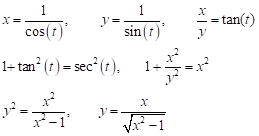 x = 1/cos(t),  y = 1/sin(t),  x/y = tan(t)
1+tan²(t) = sec²(t),  1+x²/y² = x²
y² = x²/(x²−1),  y = x/√(x²−1)